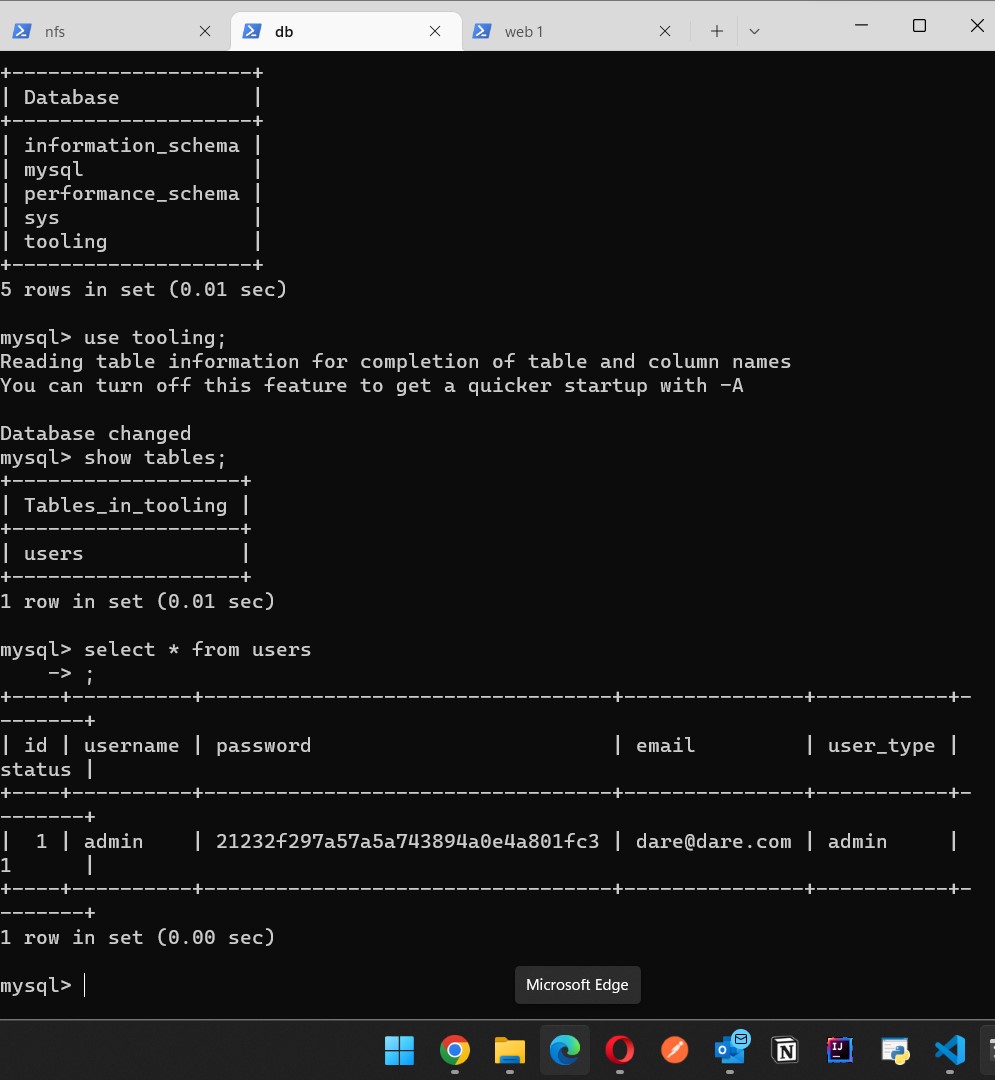 nfs
db
web 1
+--------------------+
| Database           |
+--------------------+
| information_schema |
| mysql              |
| performance_schema |
| sys                |
| tooling            |
+--------------------+
5 rows in set (0.01 sec)
mysql> use tooling;
Reading table information for completion of table and column names
You can turn off this feature to get a quicker startup with -A
Database changed
mysql> show tables;
+-------------------+
| Tables_in_tooling |
+-------------------+
| users             |
+-------------------+
1 row in set (0.01 sec)
mysql> select * from users
    -> ;
+----+----------+----------------------------------+---------------+-----------+-
-------+
| id | username | password                         | email         | user_type |
status |
+----+----------+----------------------------------+---------------+-----------+-
-------+
|  1 | admin    | 21232f297a57a5a743894a0e4a801fc3 | dare@dare.com | admin     |
1      |
+----+----------+----------------------------------+---------------+-----------+-
-------+
1 row in set (0.00 sec)
mysql>
Microsoft Edge